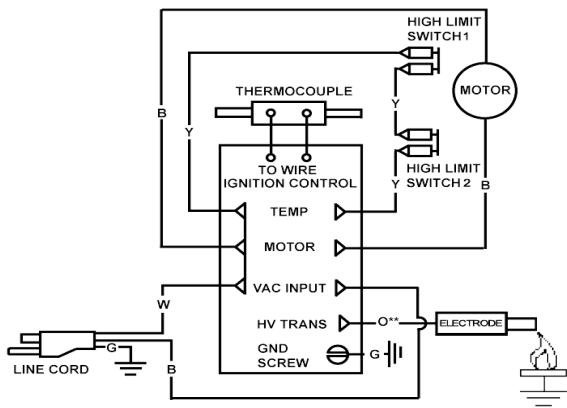 HIGH LIMIT
SWITCH1
THERMOCOUPLE
MOTOR
B
Y
Y
TO WIRE
IGNITION CONTROL
HIGH LIMIT
SWITCH 2
Y
B
TEMP
MOTOR
VAC INPUT
W
HV TRANS
O**
ELECTRODE
G
GND
SCREW
G
LINE CORD
B